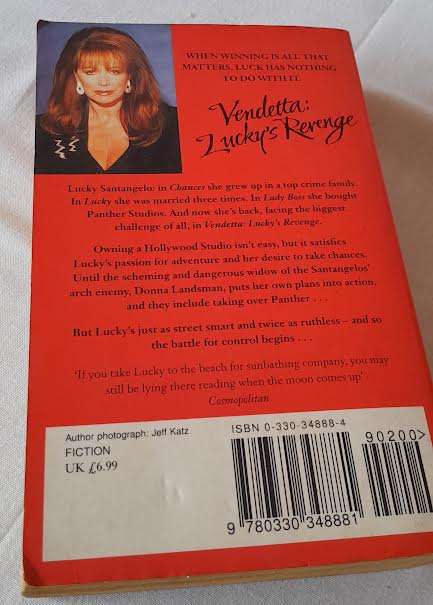 WHEN WINNING IS ALL THAT
MATTERS, LUCK HAS NOTHING
TO DO WITH IT.
Vendetta:
Lucky's Revenge
Lucky Santangelo: in Chances she grew up in a top crime family.
In Lucky she was married three times. In Lady Boss she bought
Panther Studios. And now she's back, facing the biggest
challenge of all, in Vendetta: Lucky's Revenge.
Owning a Hollywood Studio isn't easy, but it satisfies
Lucky's passion for adventure and her desire to take chances.
Until the scheming and dangerous widow of the Santangelos'
arch enemy, Donna Landsman, puts her own plans into action,
and they include taking over Panther . . .
But Lucky's just as street smart and twice as ruthless – and so
the battle for control begins . . .
'If you take Lucky to the beach for sunbathing company, you may
still be lying there reading when the moon comes up'
Cosmopolitan
Author photograph: Jeff Katz
FICTION
UK £6.99
ISBN 0-330-34888-4
90200>
9 780330 348881